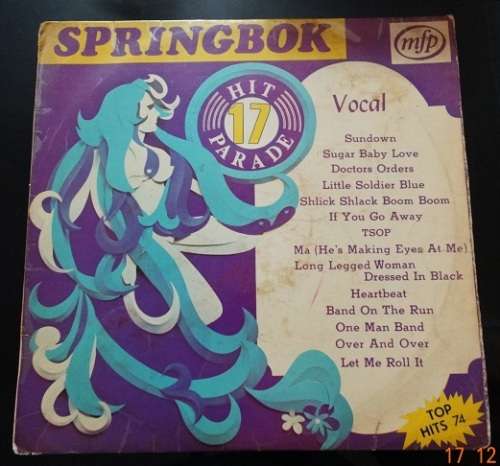 SPRINGBOK
mfp
HIT
17
PARADE
Vocal
Sundown
Sugar Baby Love
Doctors Orders
Little Soldier Blue
Shlick Shlack Boom Boom
If You Go Away
TSOP
Ma (He's Making Eyes At Me)
Long Legged Woman
Dressed In Black
Heartbeat
Band On The Run
One Man Band
Over And Over
Let Me Roll It
TOP
HITS 74
17 12